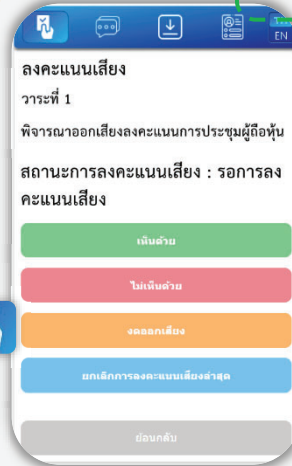 EN
ลงคะแนนเสียง
วาระที่ 1
พิจารณาออกเสียงลงคะแนนการประชุมผู้ถือหุ้น
สถานะการลงคะแนนเสียง : รอการลง
คะแนนเสียง
เห็นด้วย
ไม่เห็นด้วย
งดออกเสียง
ยกเลิกการลงคะแนนเสียงล่าสุด
ย้อนกลับ